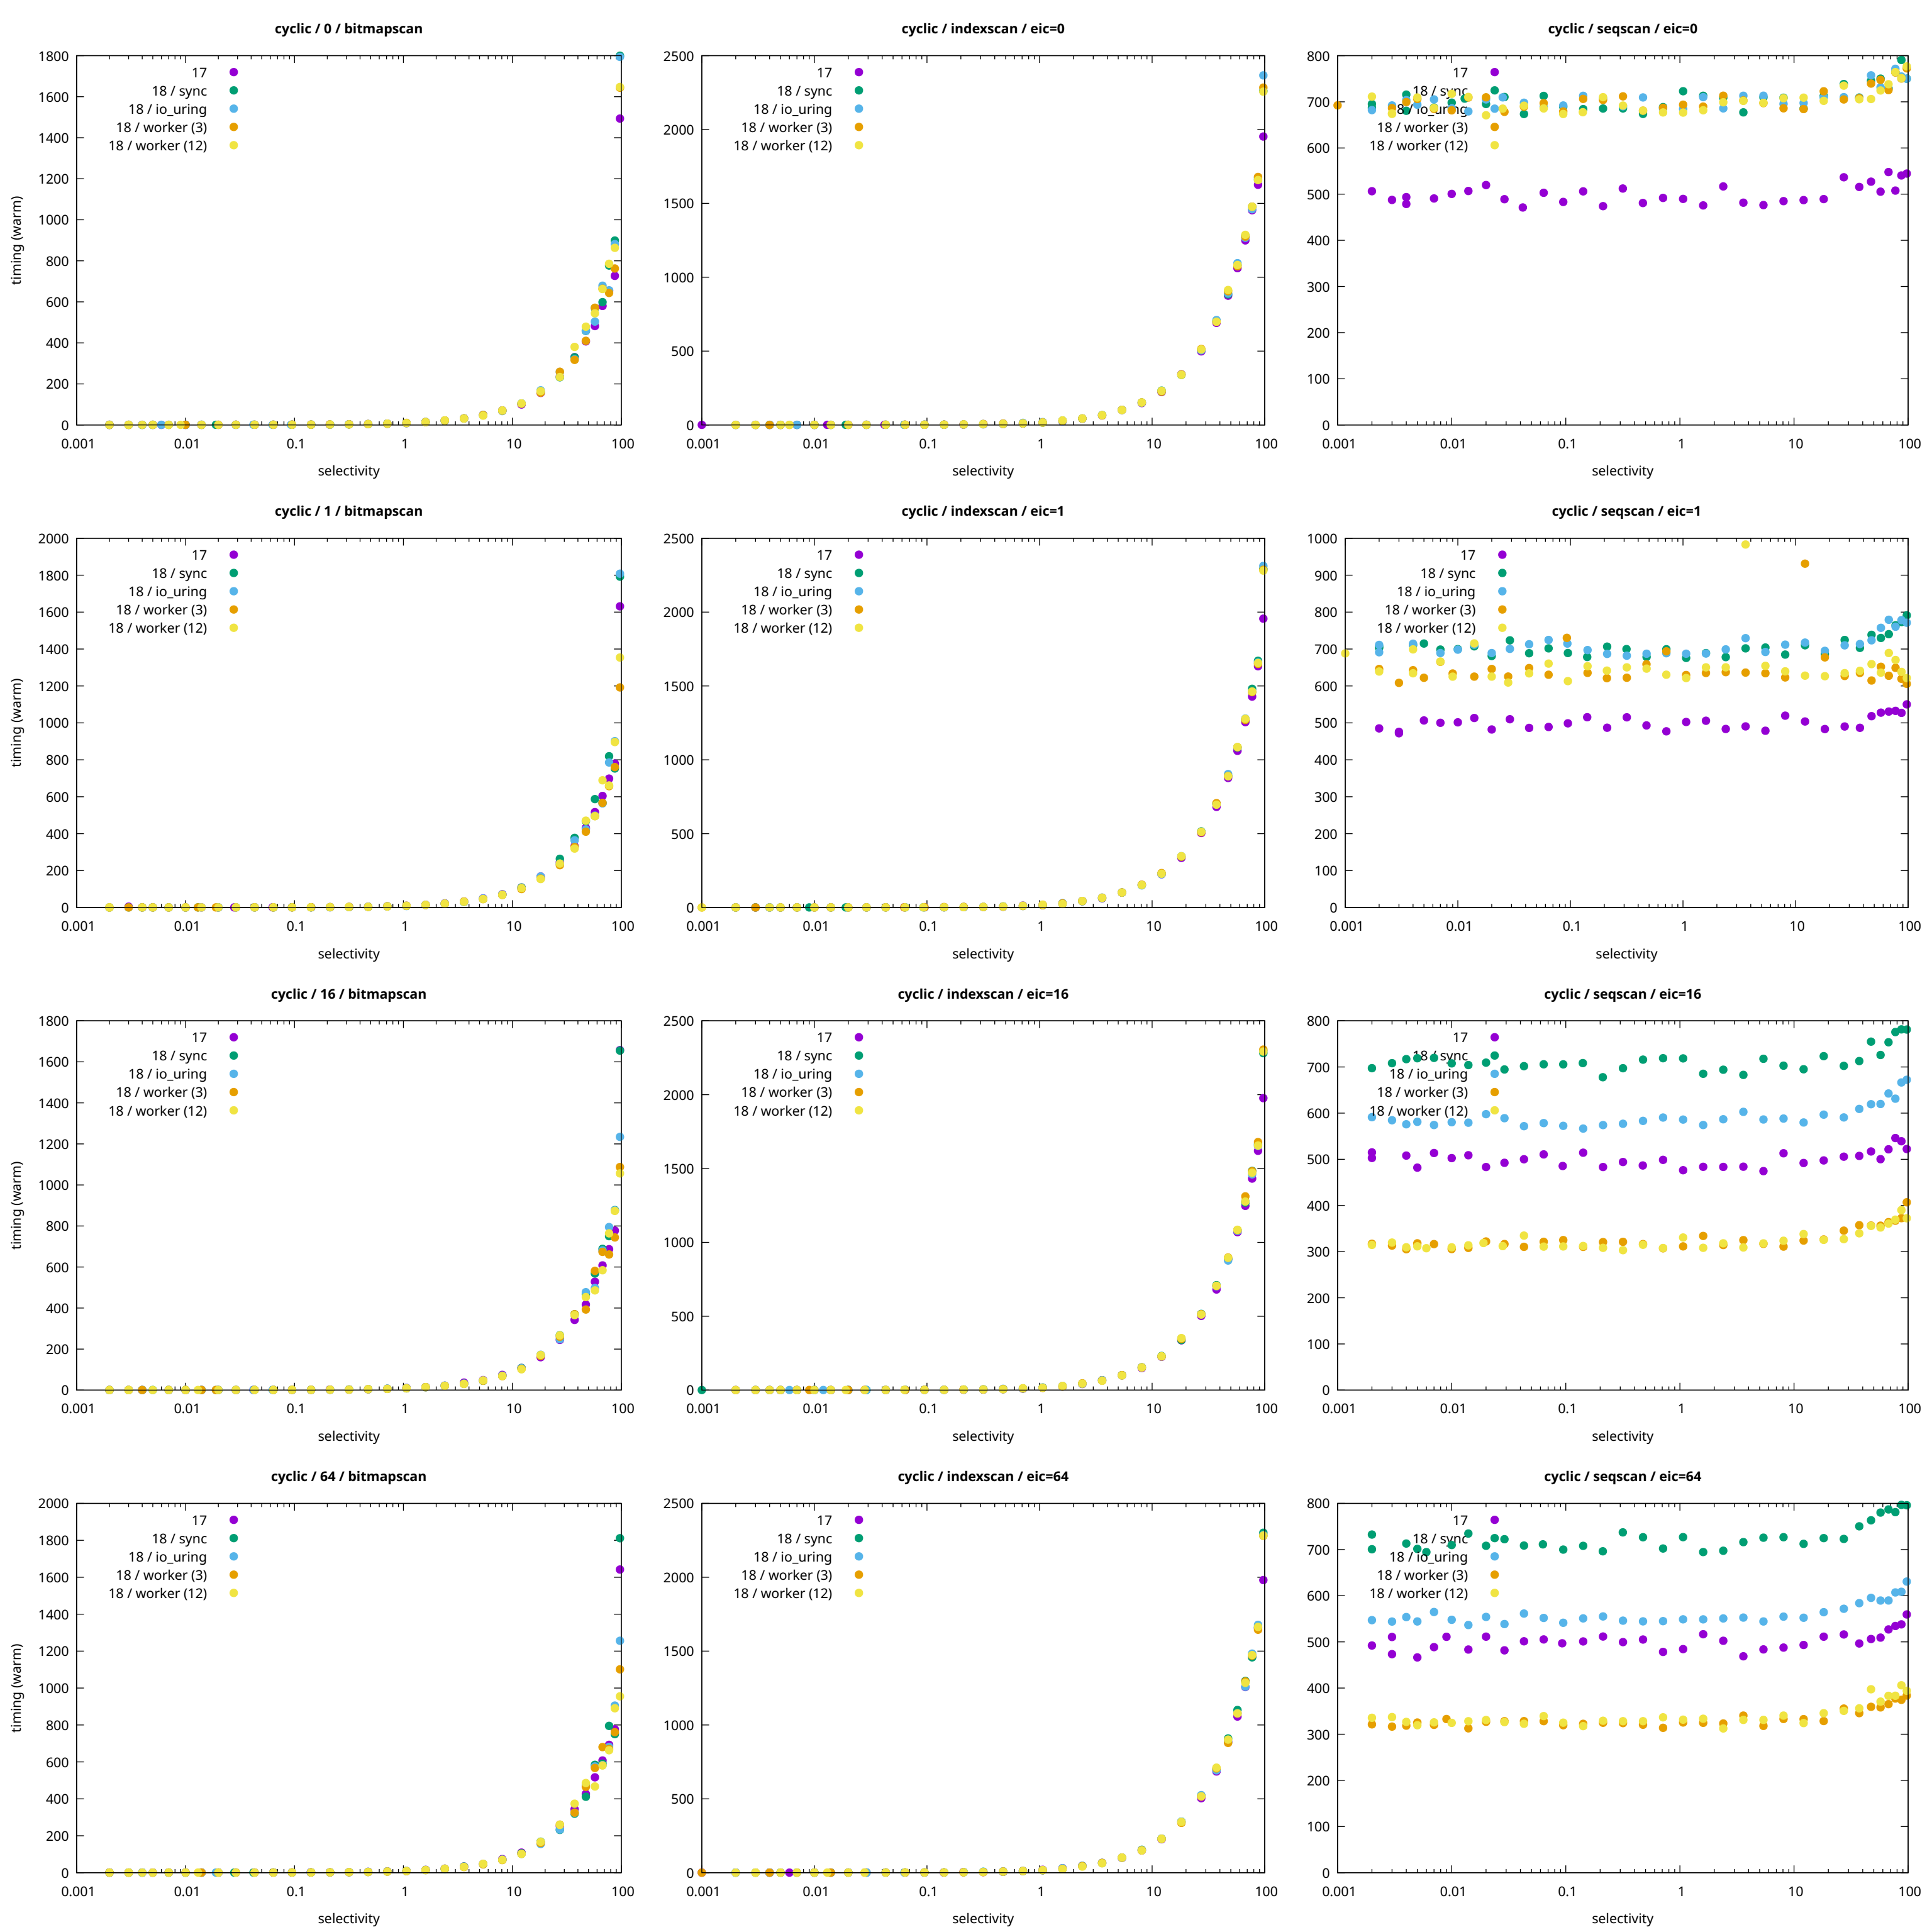 cyclic / 0 / bitmapscan
timing (warm)
1800
1600
1400
1200
1000
800
600
400
200
0
17
18 / sync
18 / io_uring
18 / worker (3)
18 / worker (12)
0.001 0.01 0.1 1 10 100
selectivity
cyclic / indexscan / eic=0
2500
2000
1500
1000
500
0
17
18 / sync
18 / io_uring
18 / worker (3)
18 / worker (12)
0.001 0.01 0.1 1 10 100
selectivity
cyclic / seqscan / eic=0
800
700
600
500
400
300
200
100
0
17
18 / sync
18 / io_uring
18 / worker (3)
18 / worker (12)
0.001 0.01 0.1 1 10 100
selectivity
cyclic / 1 / bitmapscan
timing (warm)
2000
1800
1600
1400
1200
1000
800
600
400
200
0
17
18 / sync
18 / io_uring
18 / worker (3)
18 / worker (12)
0.001 0.01 0.1 1 10 100
selectivity
cyclic / indexscan / eic=1
2500
2000
1500
1000
500
0
17
18 / sync
18 / io_uring
18 / worker (3)
18 / worker (12)
0.001 0.01 0.1 1 10 100
selectivity
cyclic / seqscan / eic=1
1000
900
800
700
600
500
400
300
200
100
0
17
18 / sync
18 / io_uring
18 / worker (3)
18 / worker (12)
0.001 0.01 0.1 1 10 100
selectivity
cyclic / 16 / bitmapscan
timing (warm)
1800
1600
1400
1200
1000
800
600
400
200
0
17
18 / sync
18 / io_uring
18 / worker (3)
18 / worker (12)
0.001 0.01 0.1 1 10 100
selectivity
cyclic / indexscan / eic=16
2500
2000
1500
1000
500
0
17
18 / sync
18 / io_uring
18 / worker (3)
18 / worker (12)
0.001 0.01 0.1 1 10 100
selectivity
cyclic / seqscan / eic=16
800
700
600
500
400
300
200
100
0
17
18 / sync
18 / io_uring
18 / worker (3)
18 / worker (12)
0.001 0.01 0.1 1 10 100
selectivity
cyclic / 64 / bitmapscan
timing (warm)
2000
1800
1600
1400
1200
1000
800
600
400
200
0
17
18 / sync
18 / io_uring
18 / worker (3)
18 / worker (12)
0.001 0.01 0.1 1 10 100
selectivity
cyclic / indexscan / eic=64
2500
2000
1500
1000
500
0
17
18 / sync
18 / io_uring
18 / worker (3)
18 / worker (12)
0.001 0.01 0.1 1 10 100
selectivity
cyclic / seqscan / eic=64
800
700
600
500
400
300
200
100
0
17
18 / sync
18 / io_uring
18 / worker (3)
18 / worker (12)
0.001 0.01 0.1 1 10 100
selectivity